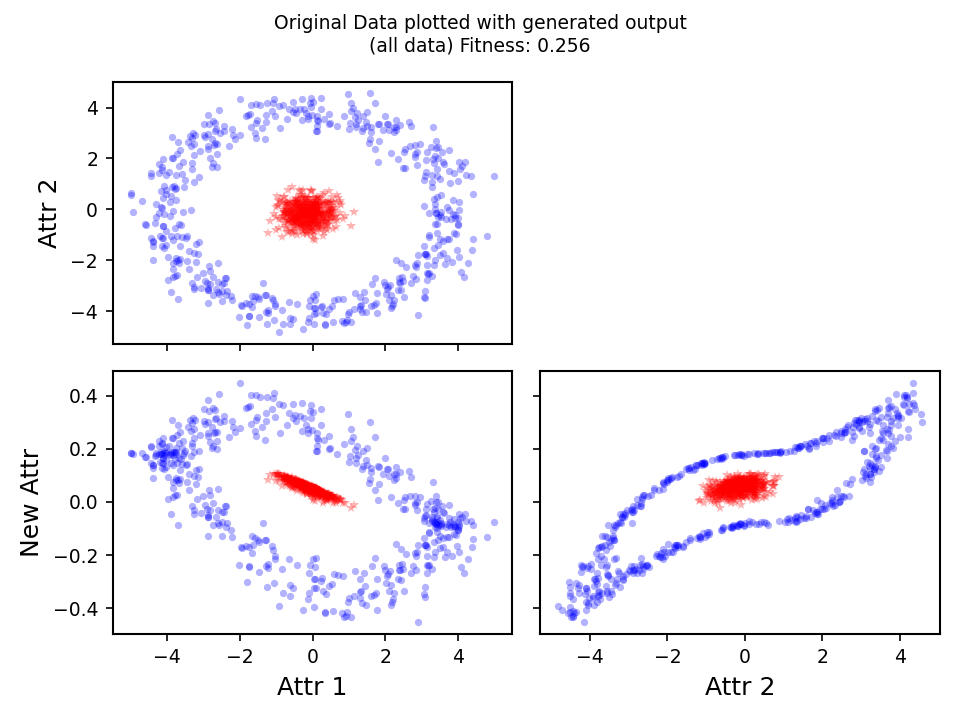 Original Data plotted with generated output
(all data) Fitness: 0.256
4
2
0
−2
−4
Attr 2
0.4
0.2
0.0
−0.2
−0.4
New Attr
−4 −2 0 2 4
Attr 1
−4 −2 0 2 4
Attr 2